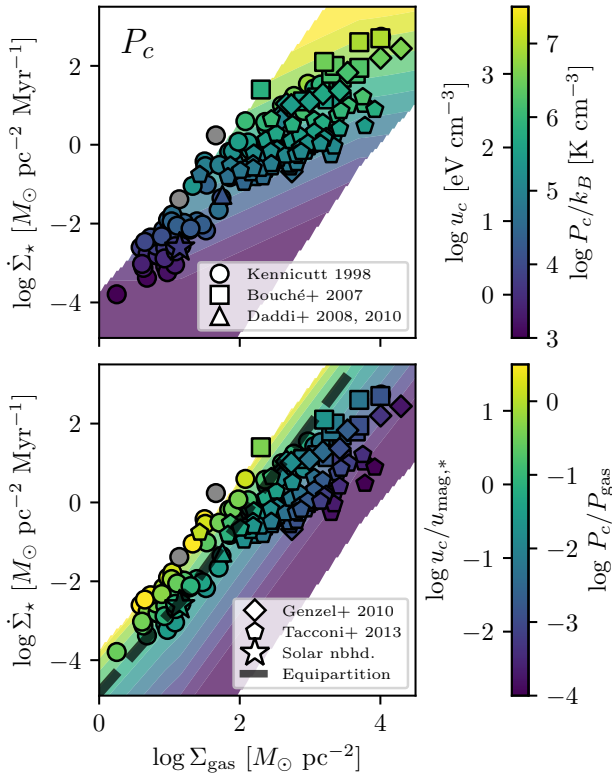 P_c
2
0
−2
−4
log Σ̇⋆ [M⊙ pc⁻² Myr⁻¹]
Kennicutt 1998
Bouché+ 2007
Daddi+ 2008, 2010
3
2
1
0
log u_c [eV cm⁻³]
7
6
5
4
3
log P_c/k_B [K cm⁻³]
2
0
−2
−4
log Σ̇⋆ [M⊙ pc⁻² Myr⁻¹]
Genzel+ 2010
Tacconi+ 2013
Solar nbhd.
Equipartition
0
2
4
log Σ_gas [M⊙ pc⁻²]
1
0
−1
−2
log u_c/u_mag,*
0
−1
−2
−3
−4
log P_c/P_gas